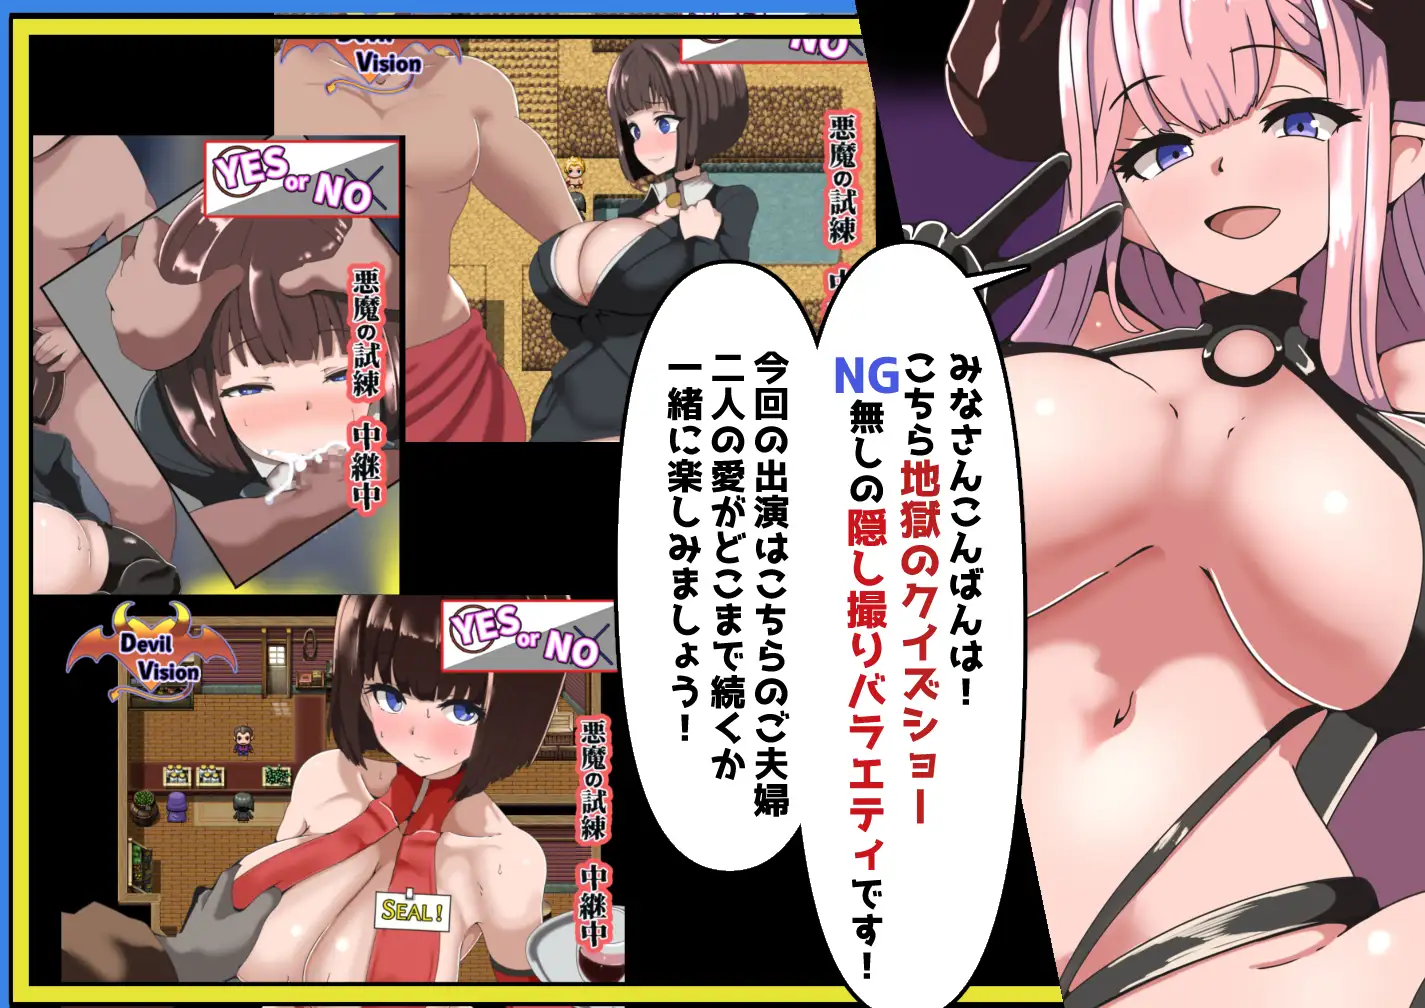 みなさんこんばんは！
こちら地獄のクイズショー
NG無しの隠し撮りバラエティです！
今回の出演はこちらのご夫婦
二人の愛がどこまで続くか
一緒に楽しみましょう！
Devil
Vision
NO
悪魔の試練 中
YES or NO
悪魔の試練 中継中
Devil
Vision
YES or NO
悪魔の試練 中継中
SEAL!